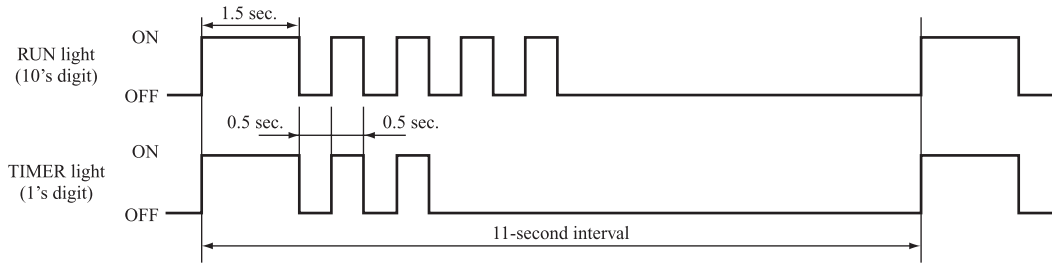 1.5 sec.
ON
RUN light
(10’s digit)
OFF
0.5 sec.
0.5 sec.
ON
TIMER light
(1’s digit)
OFF
11-second interval